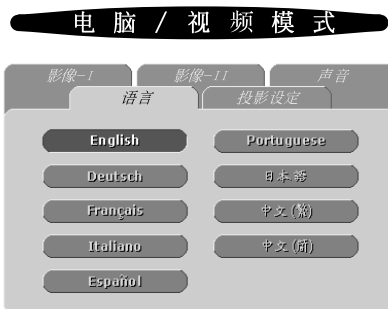 电脑/视频模式
影像-I 影像-II 声音
语言 投影设定
English Portuguese
Deutsch 日本語
Français 中文(繁)
Italiano 中文(简)
Español